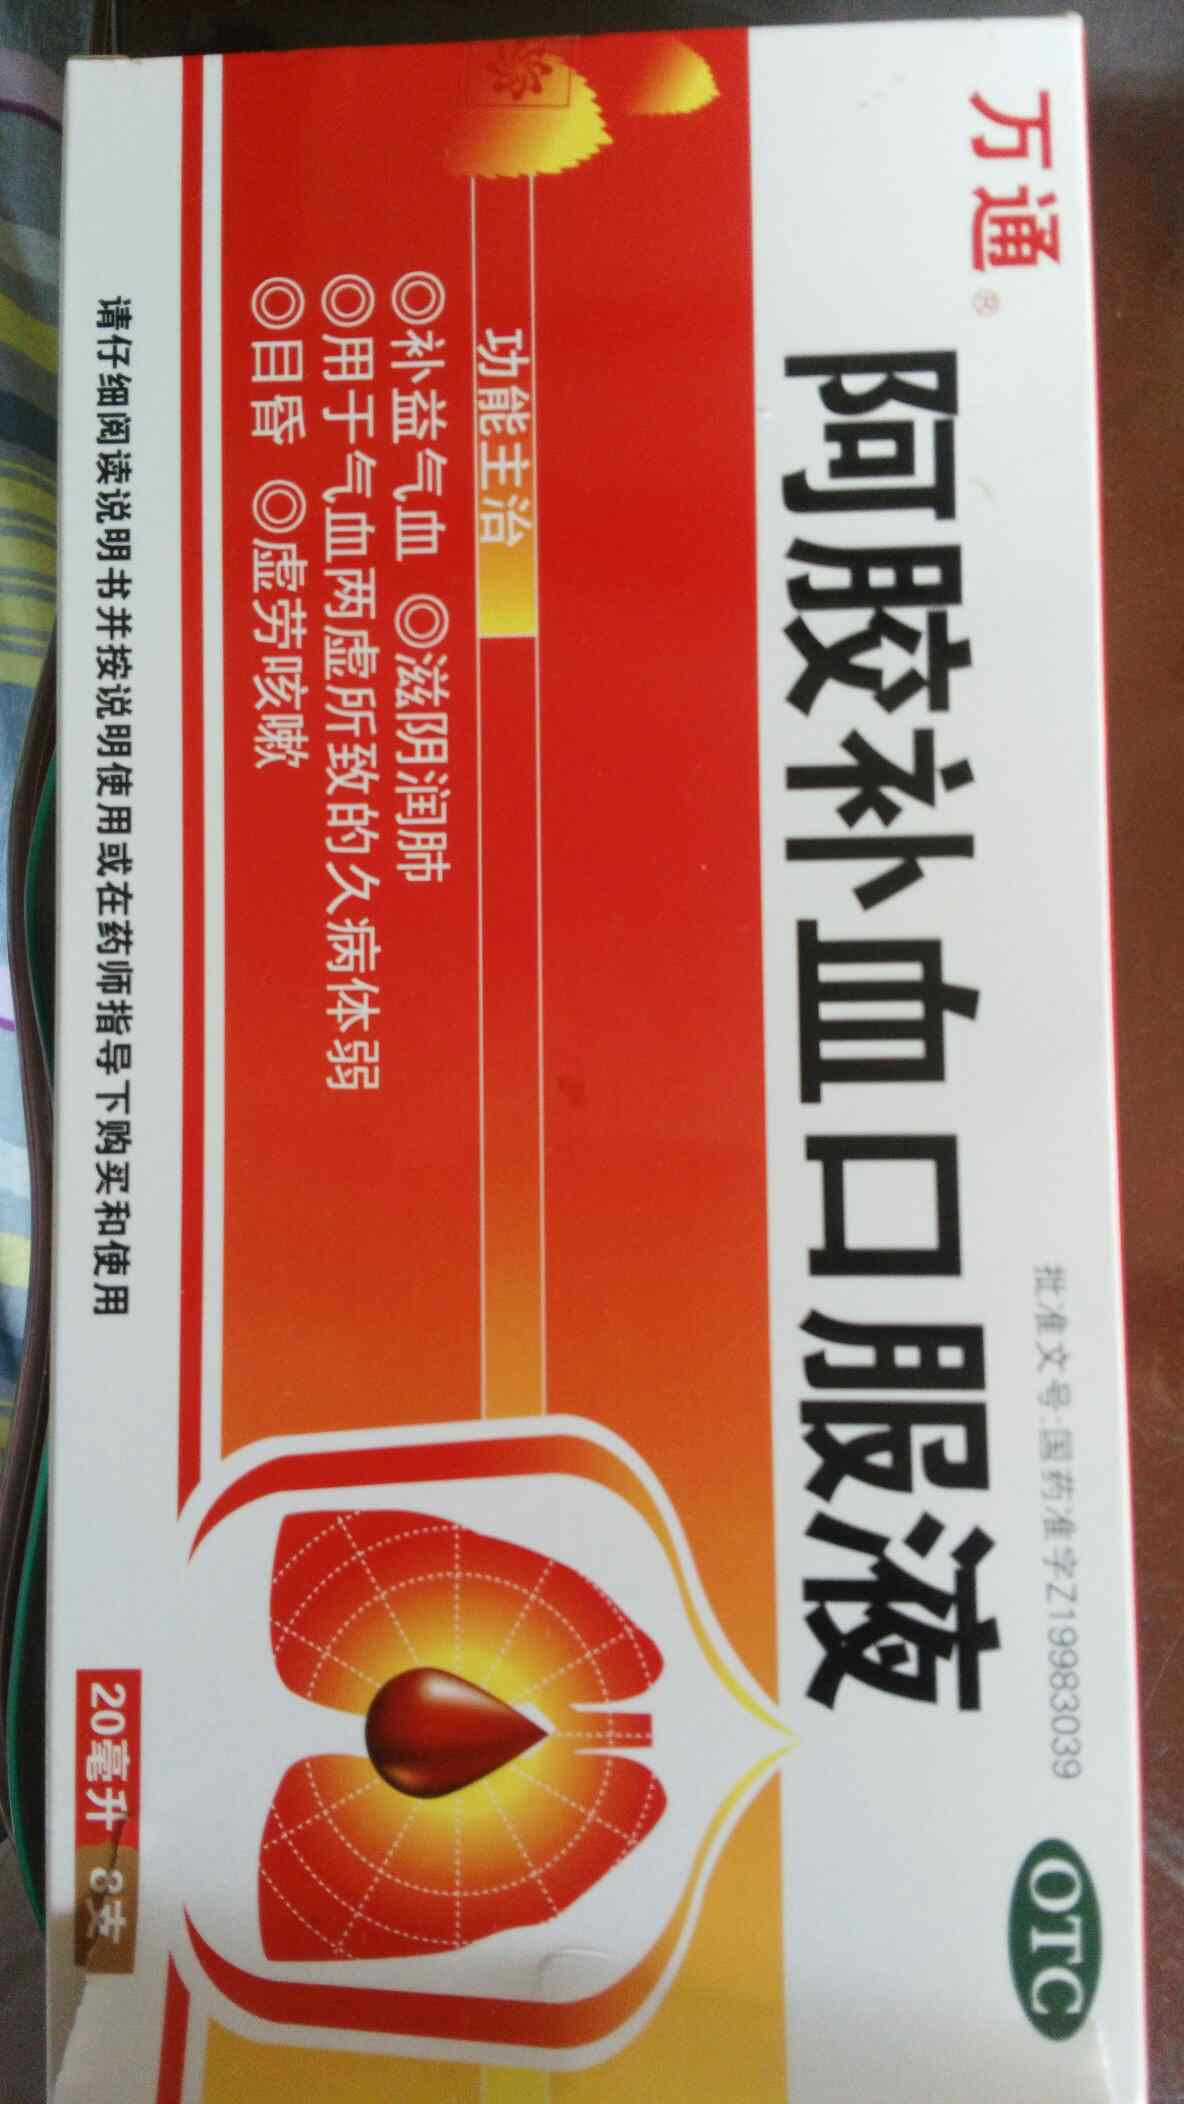 万通®
阿胶补血口服液
批准文号:国药准字Z19983039
OTC
功能主治
◎补益气血 ◎滋阴润肺
◎用于气血两虚所致的久病体弱
◎目昏 ◎虚劳咳嗽
请仔细阅读说明书并按说明使用或在药师指导下购买和使用
20毫升 8支